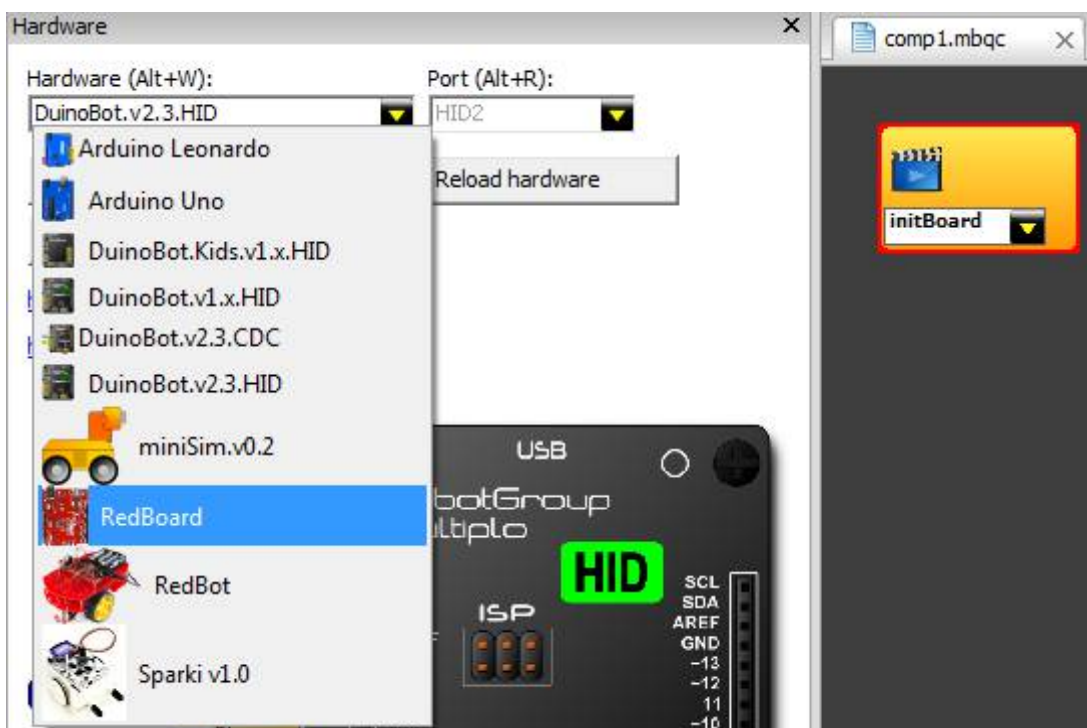 Hardware
Hardware (Alt+W):
Port (Alt+R):
DuinoBot.v2.3.HID
HID2
Reload hardware
Arduino Leonardo
Arduino Uno
DuinoBot.Kids.v1.x.HID
DuinoBot.v1.x.HID
DuinoBot.v2.3.CDC
DuinoBot.v2.3.HID
miniSim.v0.2
RedBoard
RedBot
Sparki v1.0
USB
botGroup
ltiplo
HID
ISP
SCL
SDA
AREF
GND
~13
~12
11
~10
comp1.mbqc
initBoard